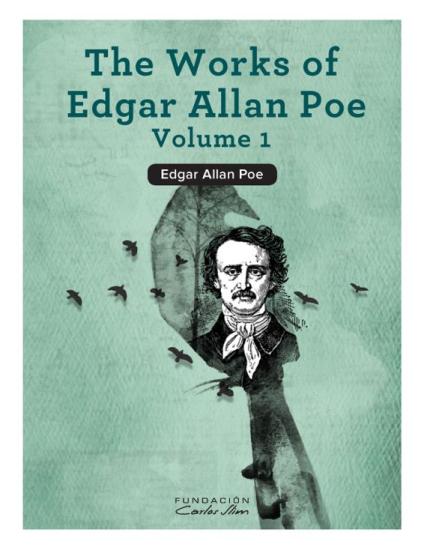 The Works of
Edgar Allan Poe
Volume 1
Edgar Allan Poe
FUNDACIÓN
Carlos Slim